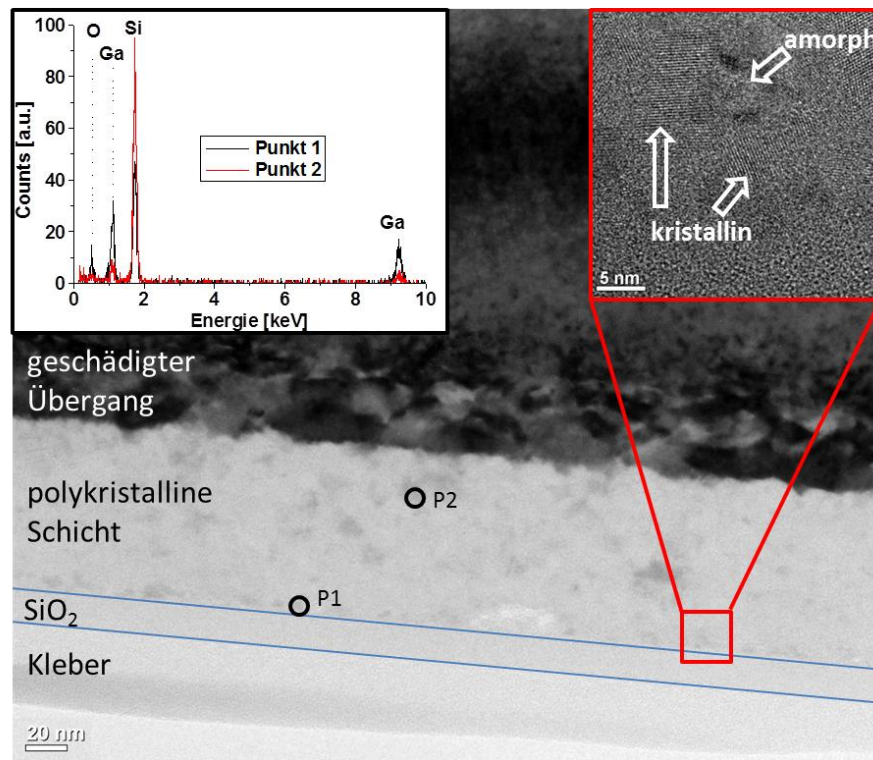 O
Ga
Si
Ga
Punkt 1
Punkt 2
Counts [a.u.]
100
80
60
40
20
0
0
2
4
6
8
10
Energie [keV]
amorph
kristallin
5 nm
geschädigter
Übergang
polykristalline
Schicht
P2
P1
SiO₂
Kleber
20 nm